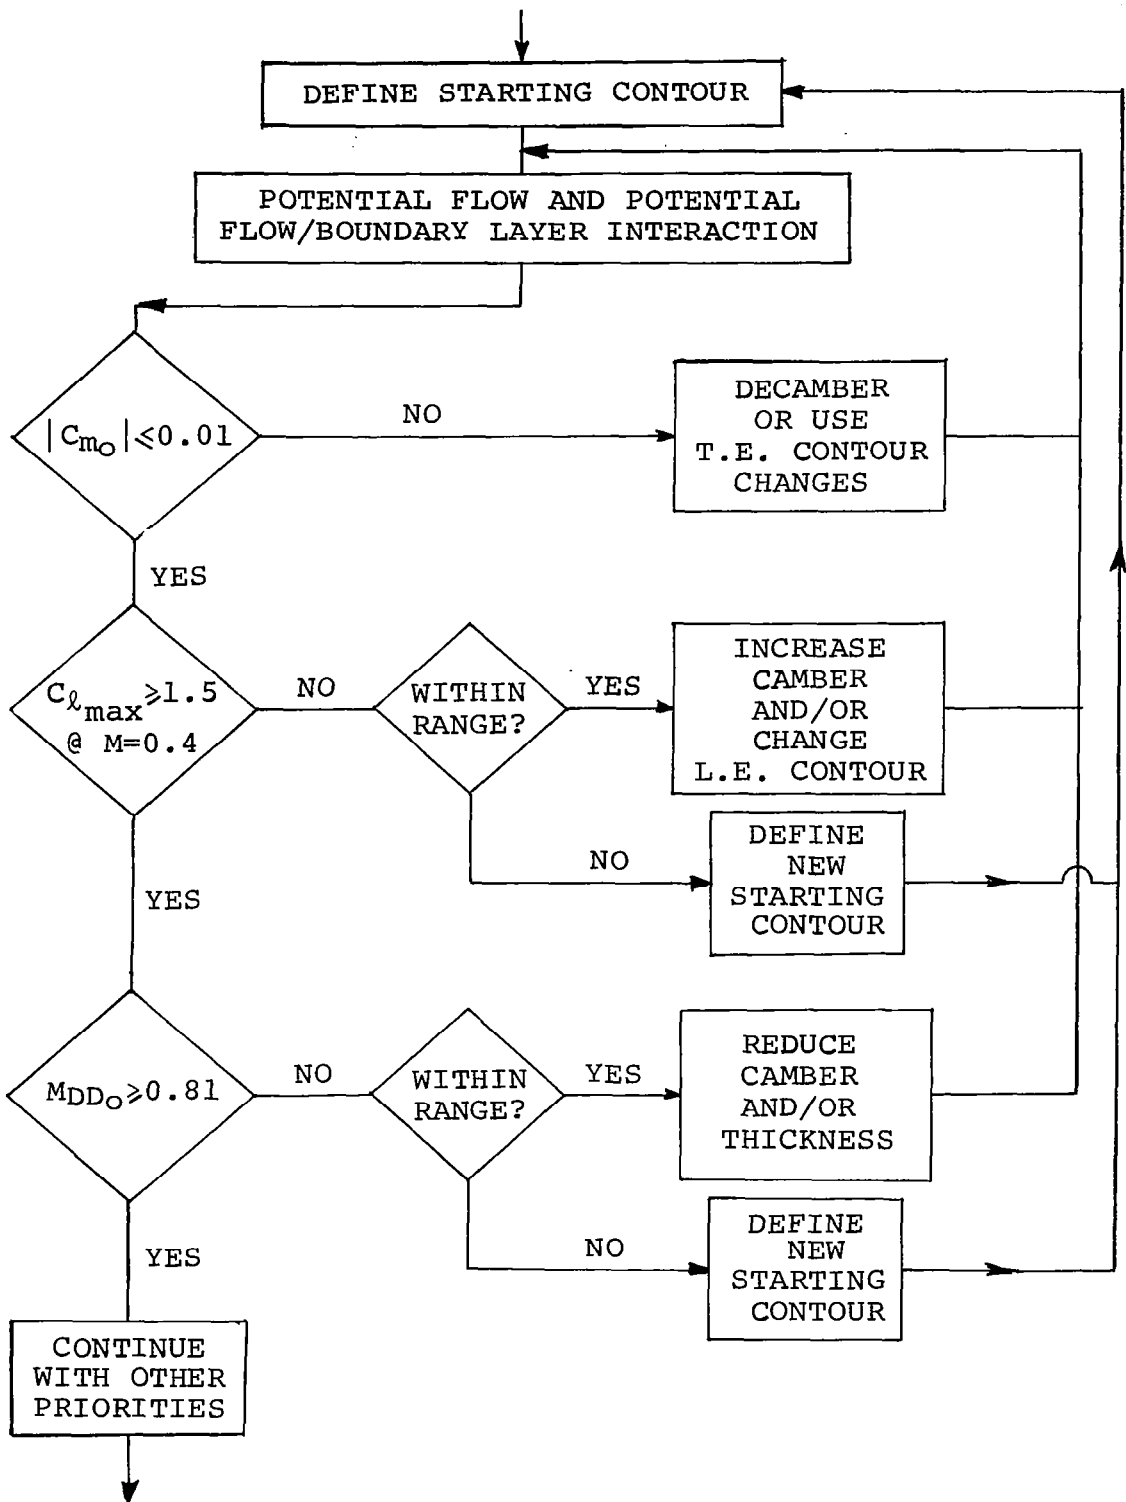 DEFINE STARTING CONTOUR
POTENTIAL FLOW AND POTENTIAL
FLOW/BOUNDARY LAYER INTERACTION
|Cmo|⩽0.01
NO
DECAMBER
OR USE
T.E. CONTOUR
CHANGES
YES
Cℓmax⩾1.5
@ M=0.4
NO
WITHIN
RANGE?
YES
INCREASE
CAMBER
AND/OR
CHANGE
L.E. CONTOUR
NO
DEFINE
NEW
STARTING
CONTOUR
YES
MDDo⩾0.81
NO
WITHIN
RANGE?
YES
REDUCE
CAMBER
AND/OR
THICKNESS
NO
DEFINE
NEW
STARTING
CONTOUR
YES
CONTINUE
WITH OTHER
PRIORITIES